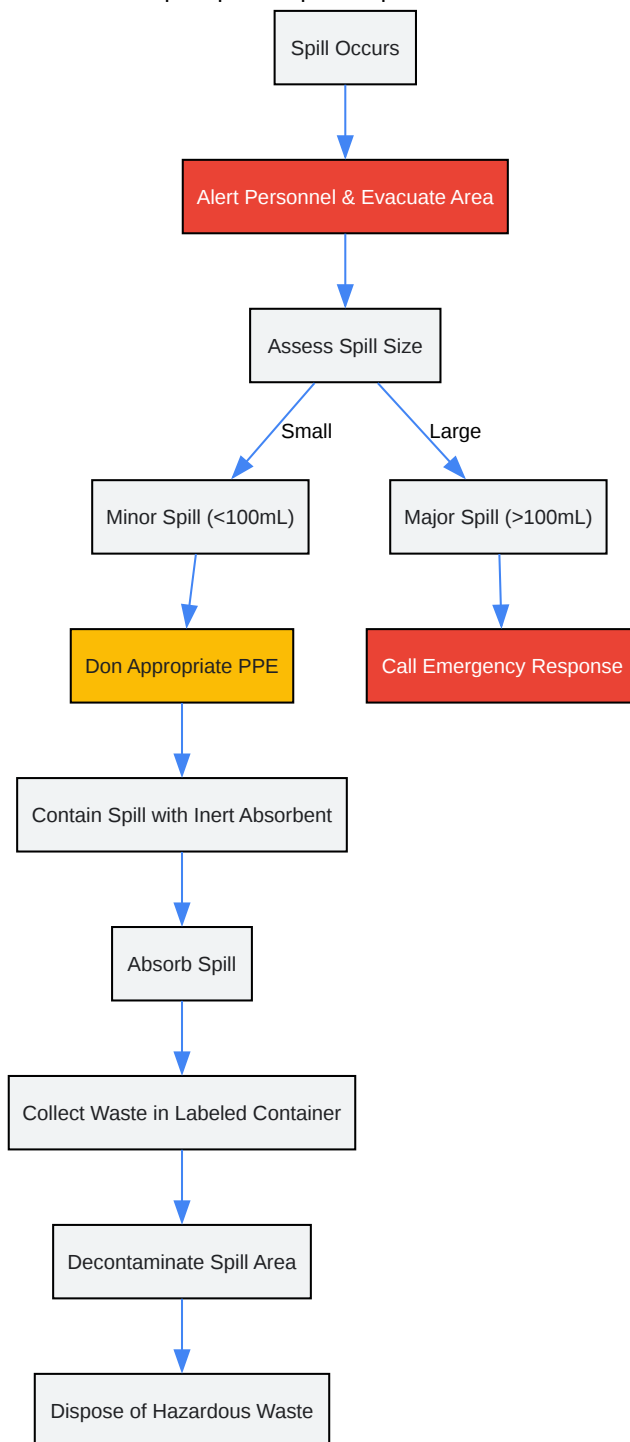 Spill Occurs
Alert Personnel & Evacuate Area
Assess Spill Size
Small
Large
Minor Spill (<100mL)
Major Spill (>100mL)
Don Appropriate PPE
Call Emergency Response
Contain Spill with Inert Absorbent
Absorb Spill
Collect Waste in Labeled Container
Decontaminate Spill Area
Dispose of Hazardous Waste